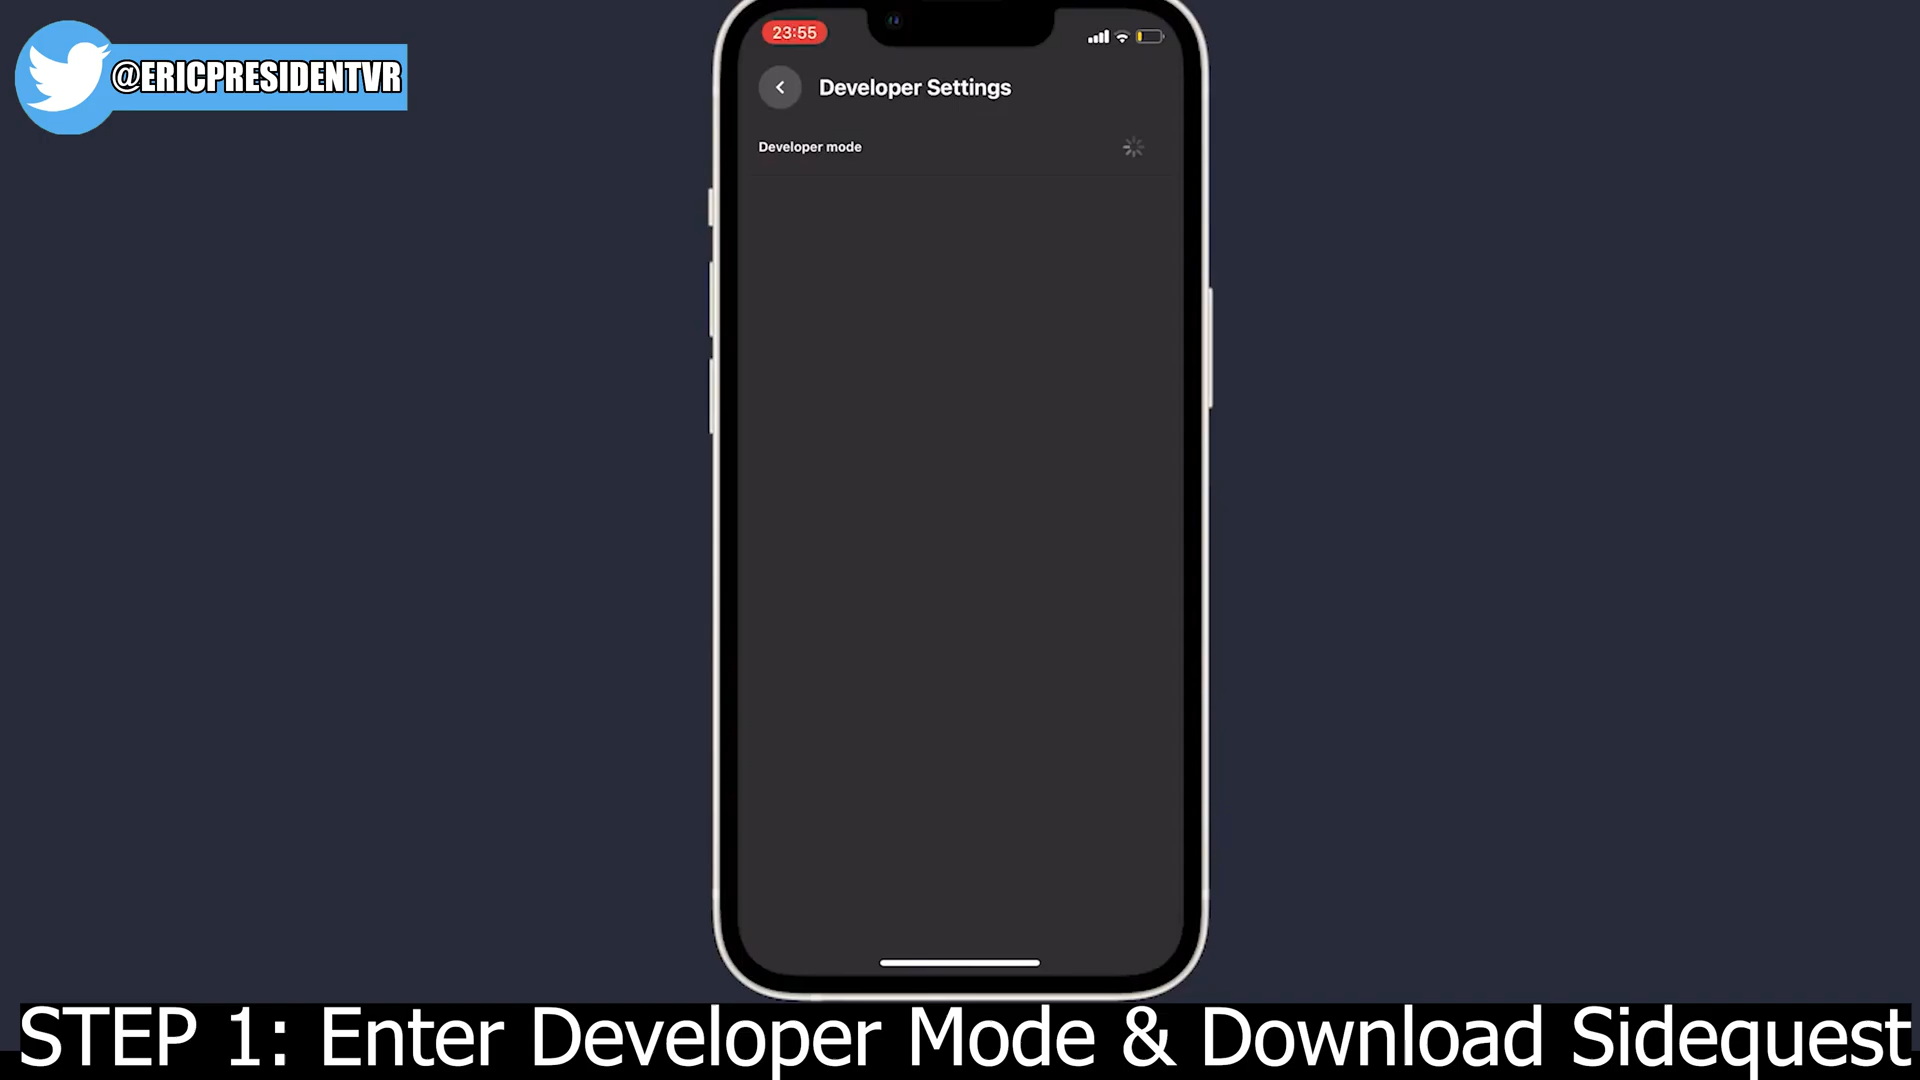 @ERICPRESIDENTVR
23:55
Developer Settings
Developer mode
STEP 1: Enter Developer Mode & Download Sidequest